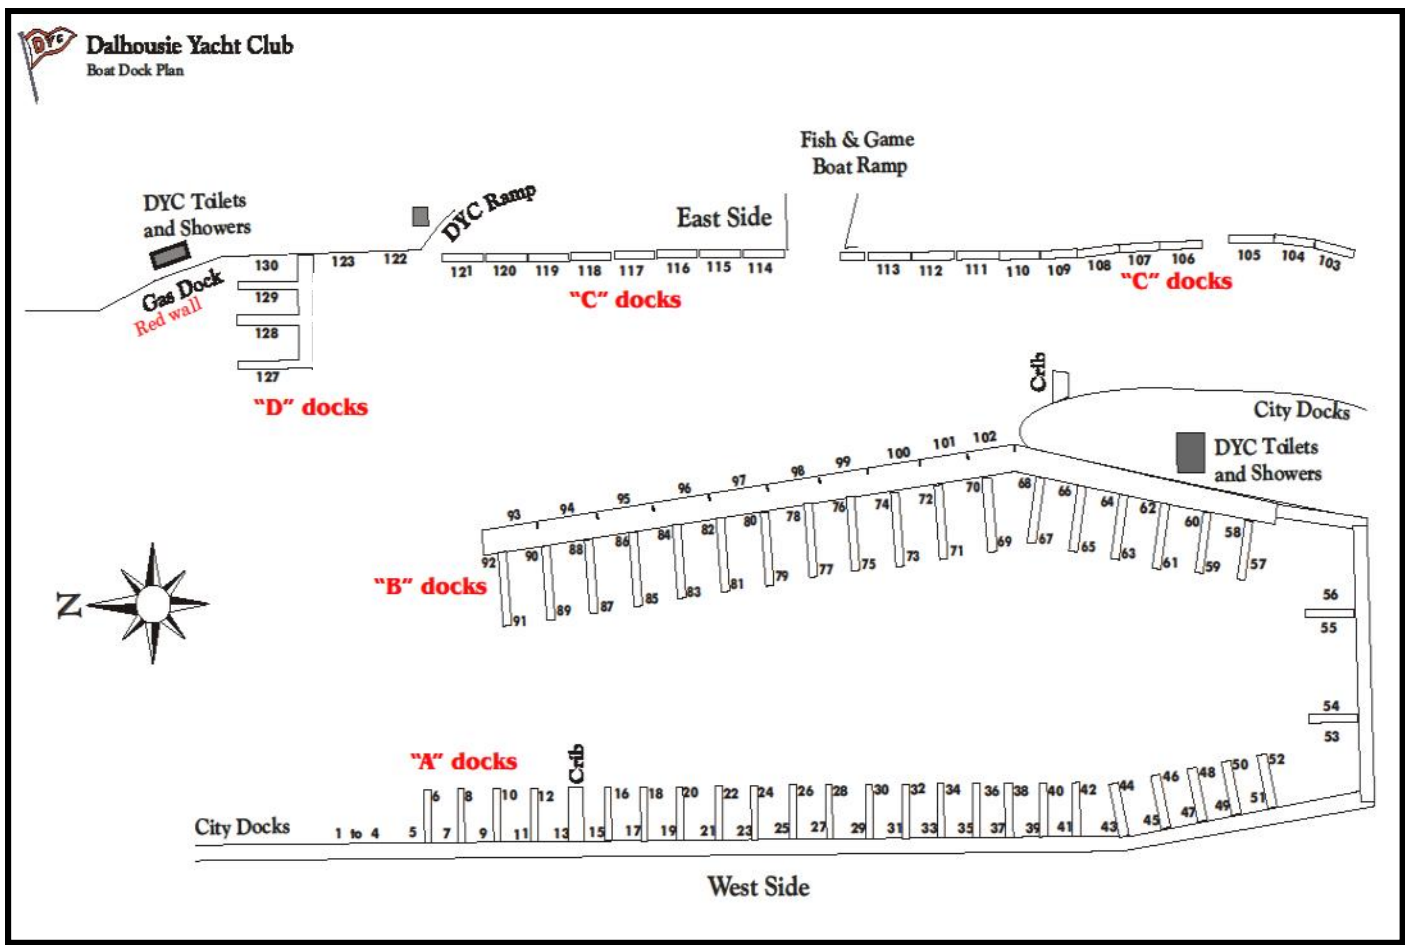 DYC
Dalhousie Yacht Club
Boat Dock Plan
Fish & Game
Boat Ramp
DYC Toilets
and Showers
DYC Ramp
East Side
130
123
122
121 120 119 118 117 116 115 114
113 112 111 110 109 108 107 106
105 104 103
Gas Dock
Red wall
129
128
127
"C" docks
"C" docks
"D" docks
Crib
City Docks
DYC Toilets
and Showers
93 94 95 96 97 98 99 100 101 102
92 90 88 86 84 82 80 78 76 74 72 70 68 66 64 62 60 58
91 89 87 85 83 81 79 77 75 73 71 69 67 65 63 61 59 57
"B" docks
N
56
55
54
53
"A" docks
Crib
6 8 10 12 16 18 20 22 24 26 28 30 32 34 36 38 40 42 44 46 48 50 52
City Docks
1 to 4
5 7 9 11 13 15 17 19 21 23 25 27 29 31 33 35 37 39 41 43 45 47 49 51
West Side